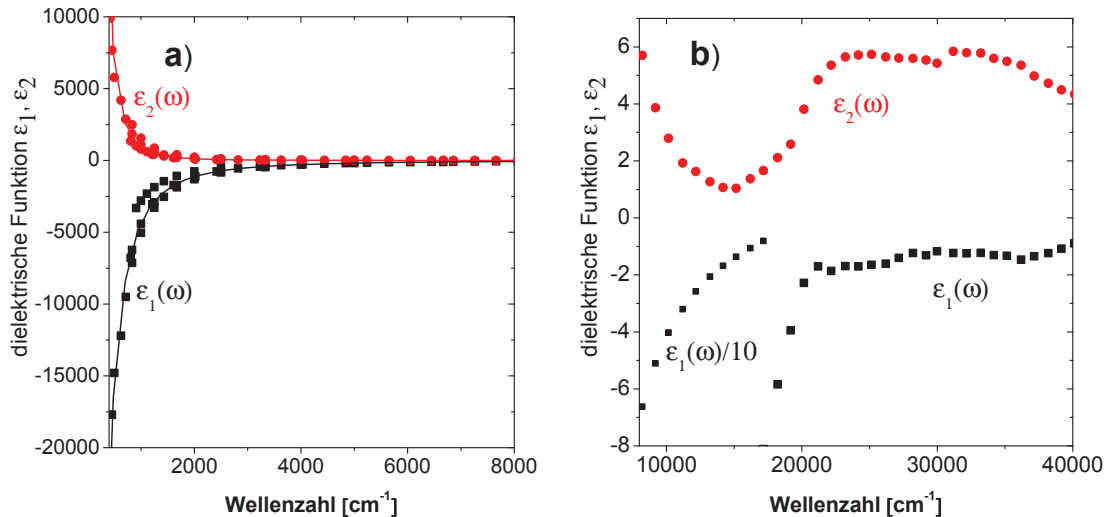 dielektrische Funktion ε₁, ε₂
10000
5000
0
-5000
-10000
-15000
-20000
a)
ε₂(ω)
ε₁(ω)
2000
4000
6000
8000
Wellenzahl [cm⁻¹]
dielektrische Funktion ε₁, ε₂
6
4
2
0
-2
-4
-6
-8
b)
ε₂(ω)
ε₁(ω)
ε₁(ω)/10
10000
20000
30000
40000
Wellenzahl [cm⁻¹]